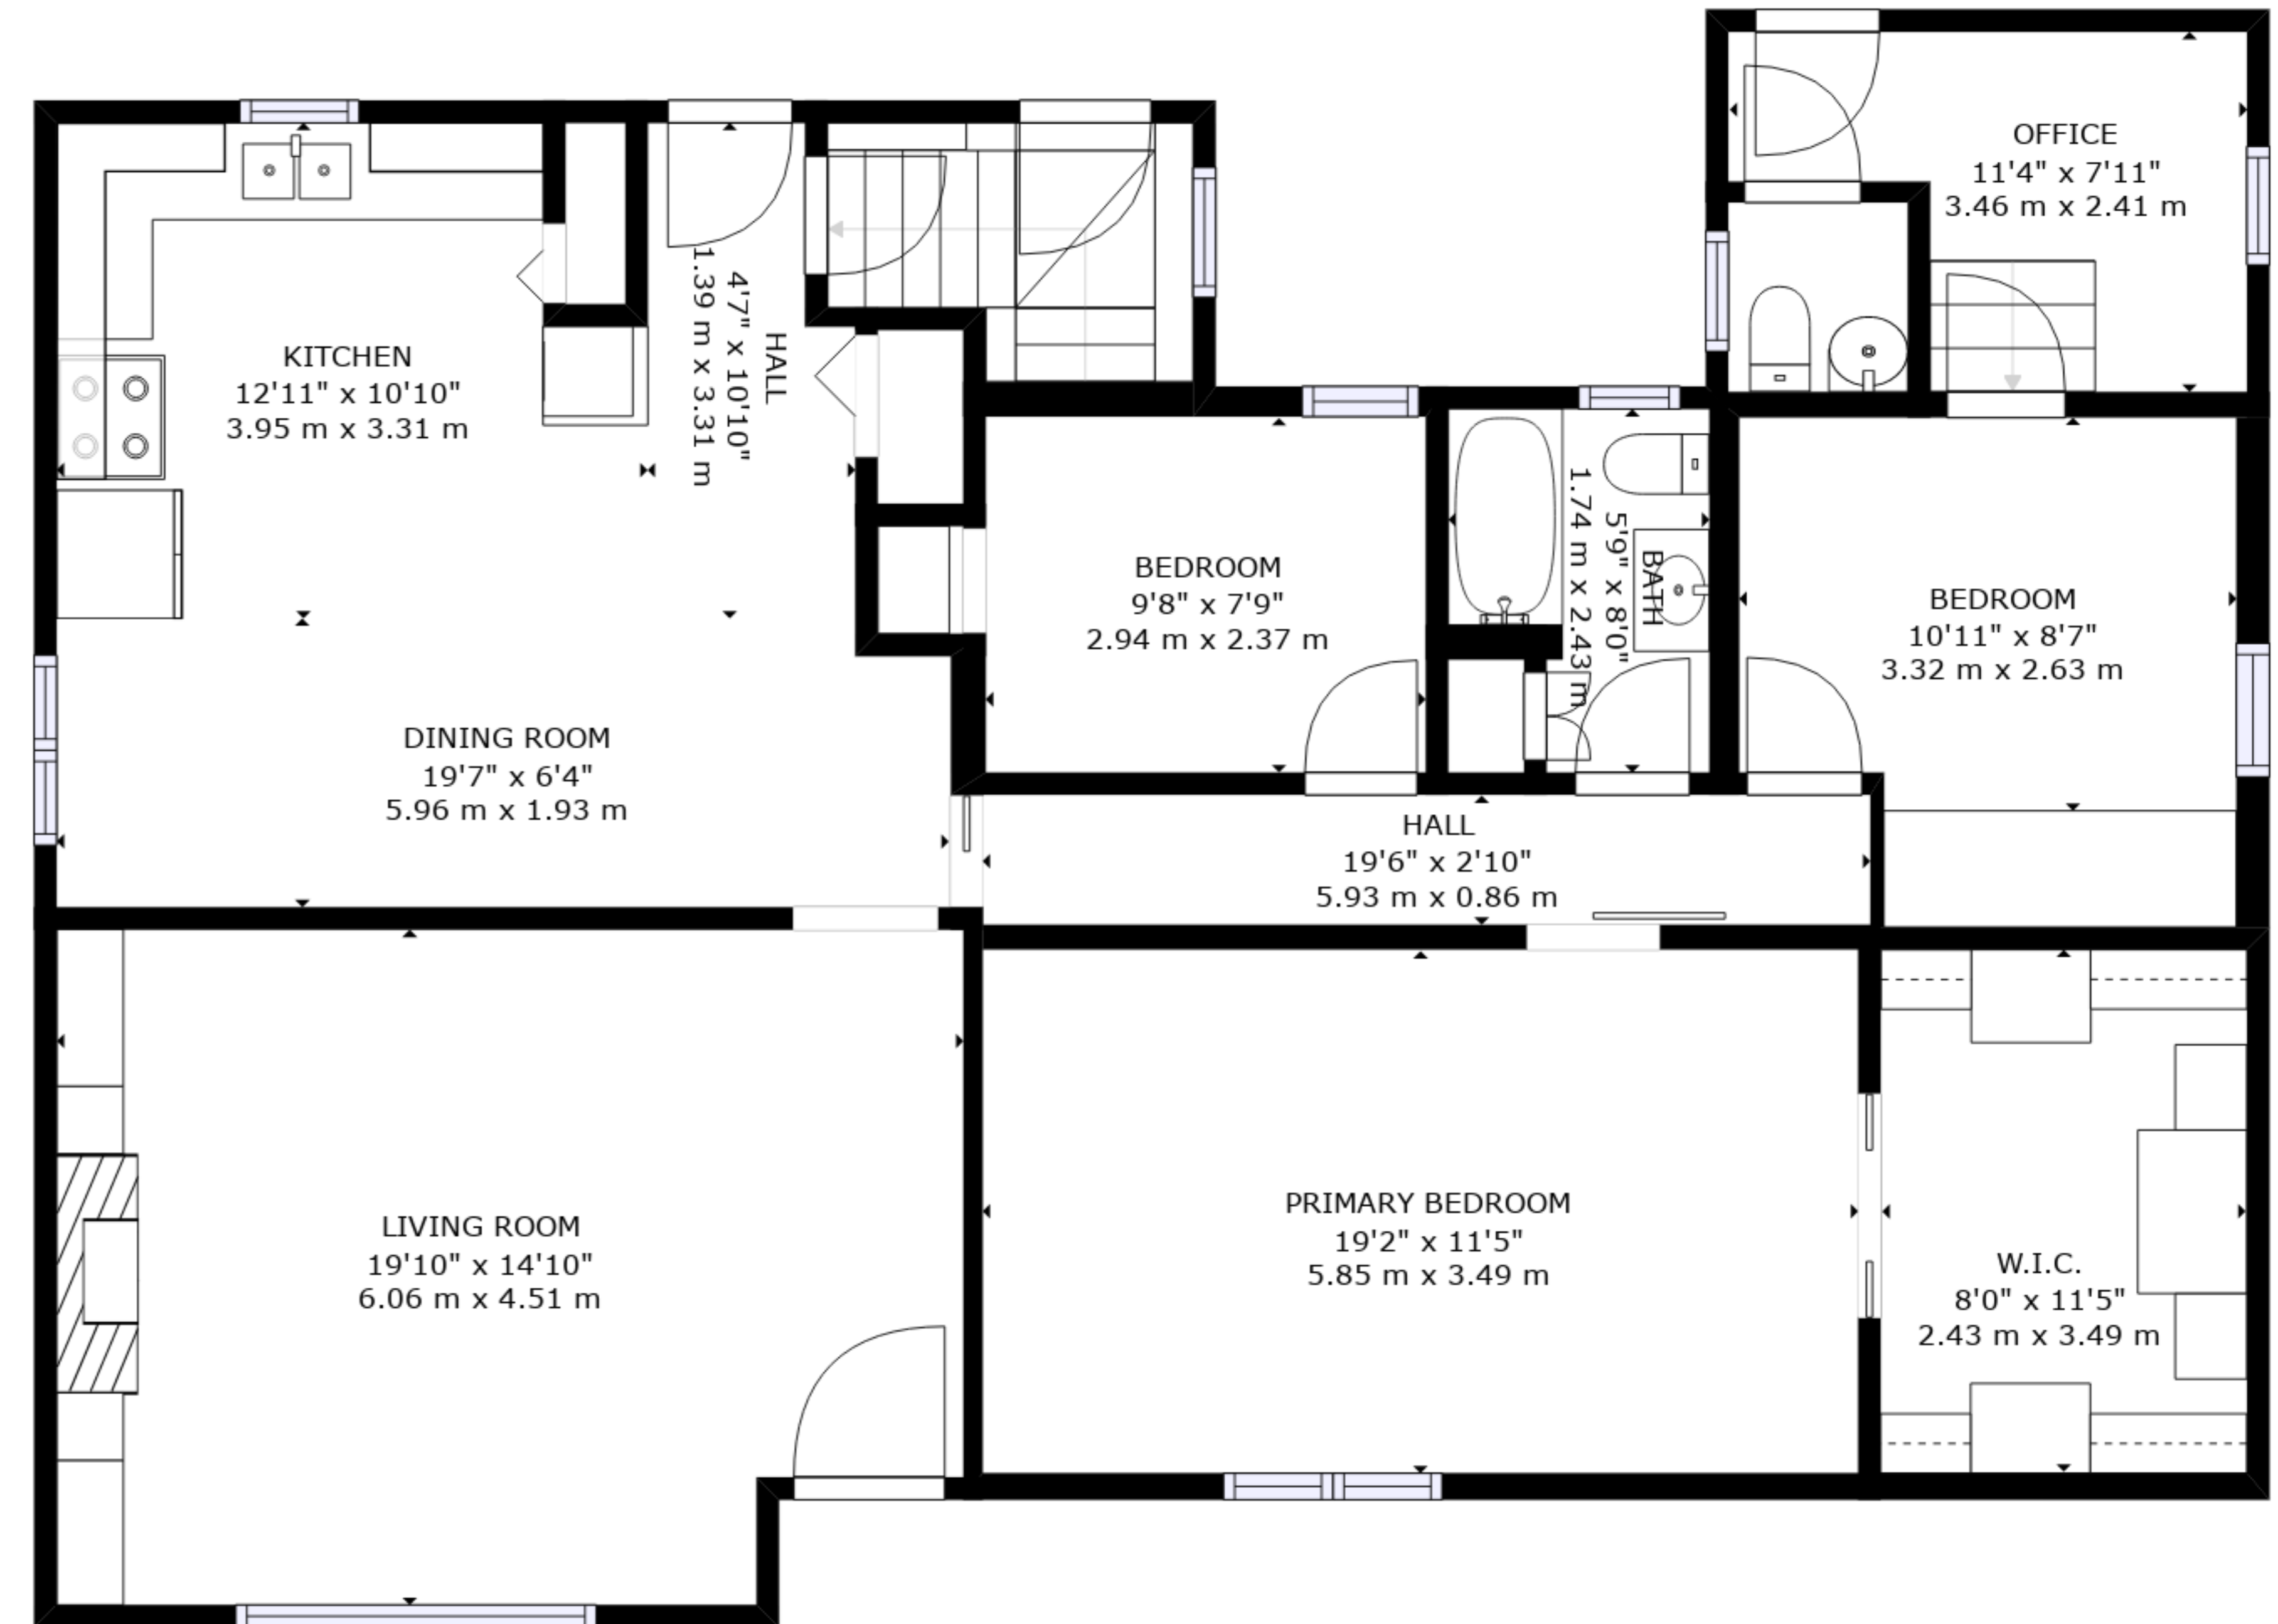 OFFICE
11'4" x 7'11"
3.46 m x 2.41 m
KITCHEN
12'11" x 10'10"
3.95 m x 3.31 m
HALL
4'7" x 10'10"
1.39 m x 3.31 m
BEDROOM
9'8" x 7'9"
2.94 m x 2.37 m
BATH
5'9" x 8'0"
1.74 m x 2.43 m
BEDROOM
10'11" x 8'7"
3.32 m x 2.63 m
DINING ROOM
19'7" x 6'4"
5.96 m x 1.93 m
HALL
19'6" x 2'10"
5.93 m x 0.86 m
LIVING ROOM
19'10" x 14'10"
6.06 m x 4.51 m
PRIMARY BEDROOM
19'2" x 11'5"
5.85 m x 3.49 m
W.I.C.
8'0" x 11'5"
2.43 m x 3.49 m